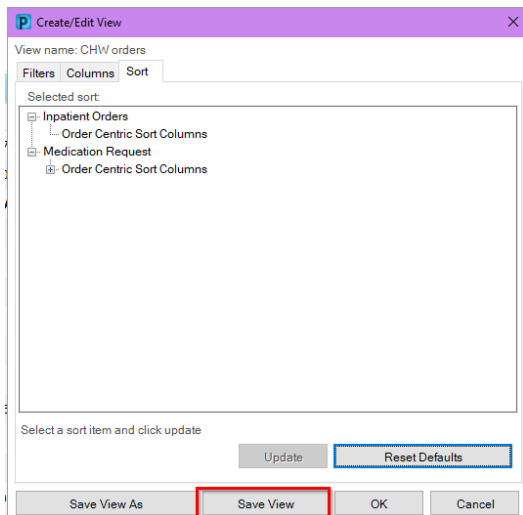 P Create/Edit View
View name: CHW orders
Filters Columns Sort
Selected sort:
Inpatient Orders
Order Centric Sort Columns
Medication Request
Order Centric Sort Columns
Select a sort item and click update
Update Reset Defaults
Save View As Save View OK Cancel